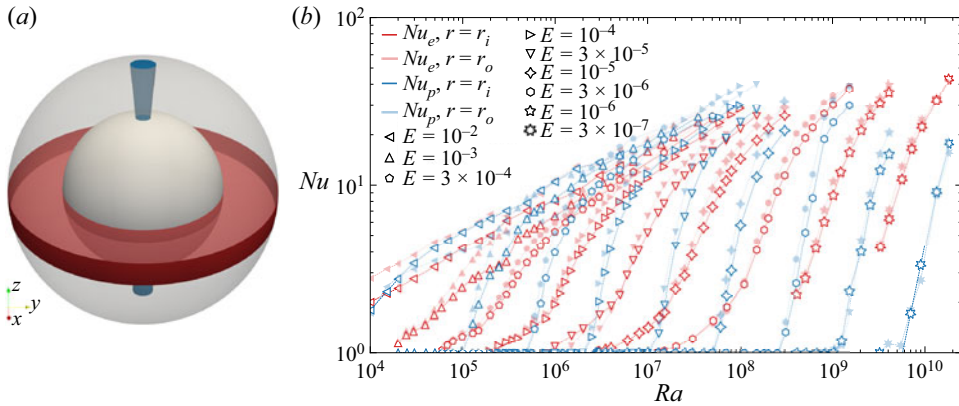 (a)
z
y
x
(b)
10^2
10^1
10^0
Nu
Nu_e, r = r_i
Nu_e, r = r_o
Nu_p, r = r_i
Nu_p, r = r_o
E = 10^–2
E = 10^–3
E = 3 × 10^–4
E = 10^–4
E = 3 × 10^–5
E = 10^–5
E = 3 × 10^–6
E = 10^–6
E = 3 × 10^–7
10^4 10^5 10^6 10^7 10^8 10^9 10^10
Ra